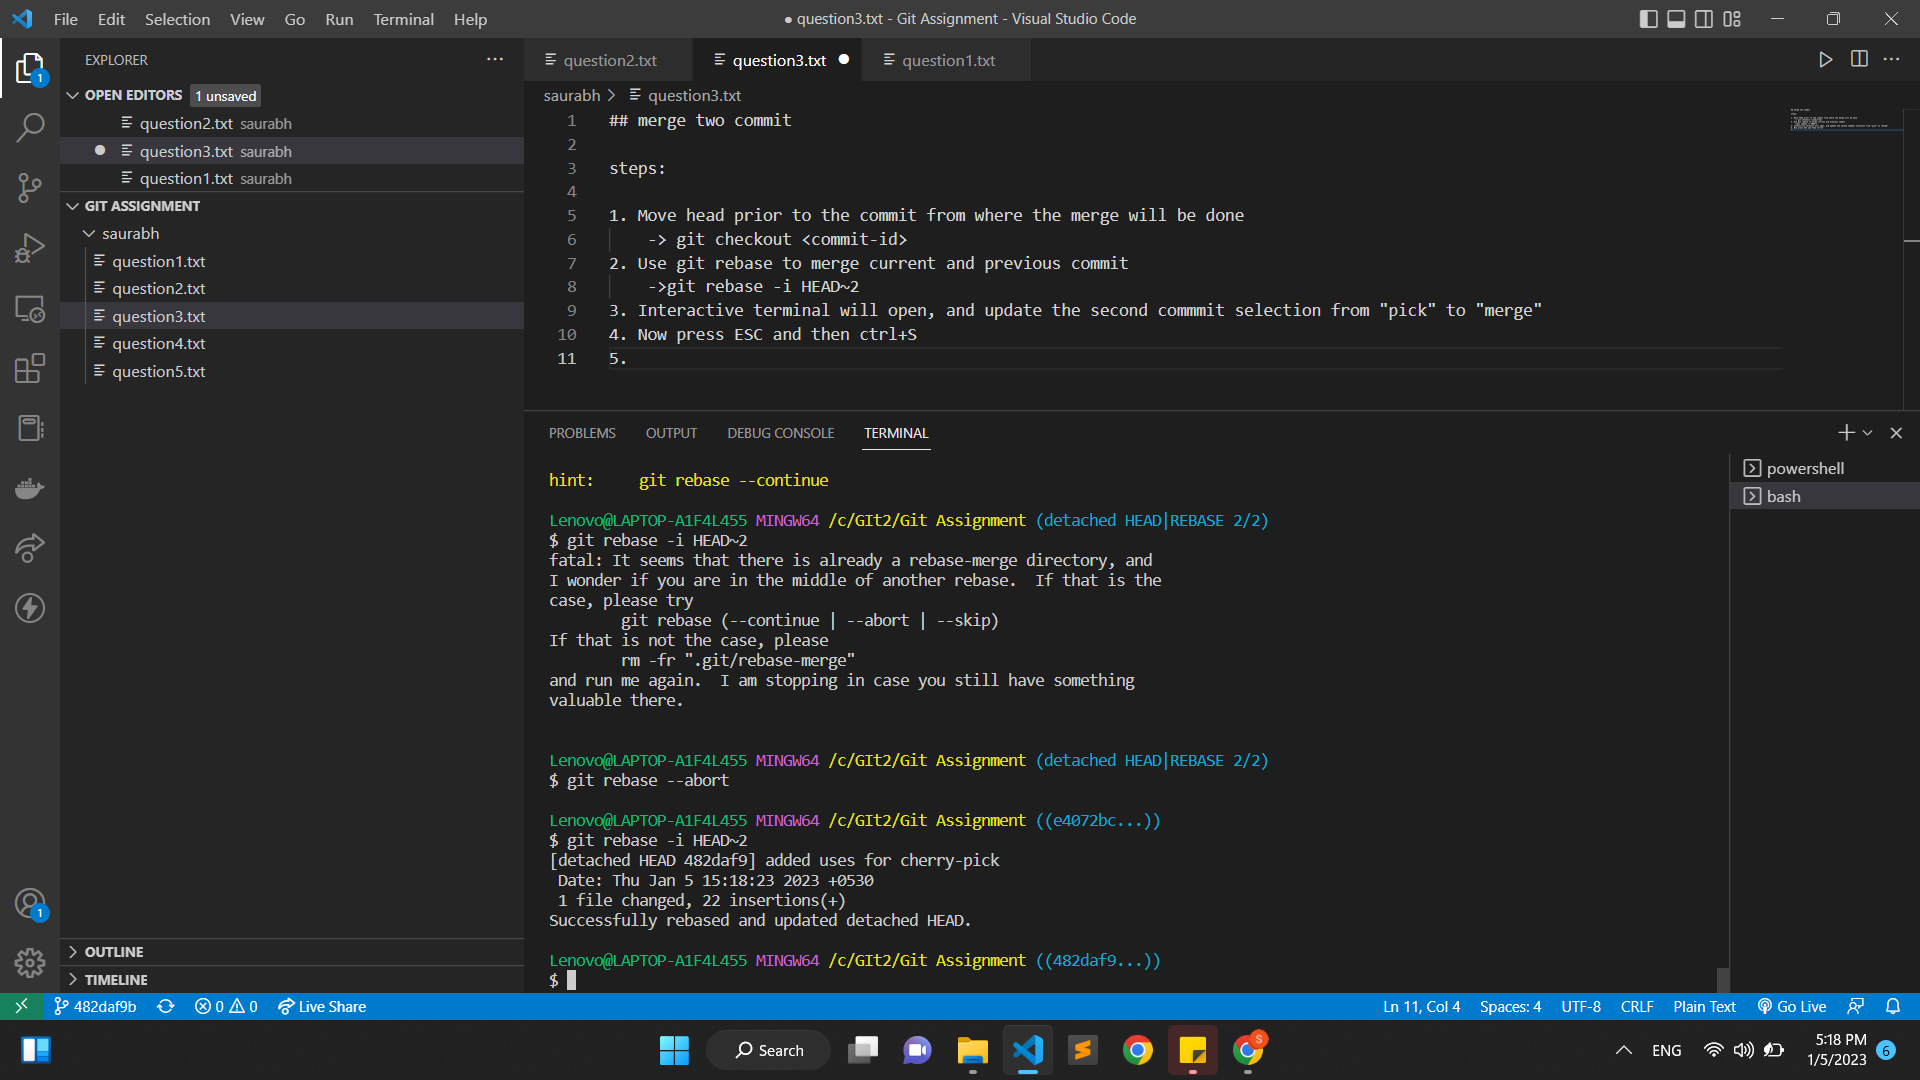 File Edit Selection View Go Run Terminal Help
● question3.txt - Git Assignment - Visual Studio Code
EXPLORER
OPEN EDITORS 1 unsaved
question2.txt saurabh
question3.txt saurabh
question1.txt saurabh
GIT ASSIGNMENT
saurabh
question1.txt
question2.txt
question3.txt
question4.txt
question5.txt
OUTLINE
TIMELINE
1
1
question2.txt question3.txt question1.txt
saurabh > question3.txt
1 ## merge two commit
2
3 steps:
4
5 1. Move head prior to the commit from where the merge will be done
6 -> git checkout <commit-id>
7 2. Use git rebase to merge current and previous commit
8 ->git rebase -i HEAD~2
9 3. Interactive terminal will open, and update the second commmit selection from "pick" to "merge"
10 4. Now press ESC and then ctrl+S
11 5.
PROBLEMS OUTPUT DEBUG CONSOLE TERMINAL
hint: git rebase --continue
Lenovo@LAPTOP-A1F4L455 MINGW64 /c/GIt2/Git Assignment (detached HEAD|REBASE 2/2)
$ git rebase -i HEAD~2
fatal: It seems that there is already a rebase-merge directory, and
I wonder if you are in the middle of another rebase. If that is the
case, please try
git rebase (--continue | --abort | --skip)
If that is not the case, please
rm -fr ".git/rebase-merge"
and run me again. I am stopping in case you still have something
valuable there.
Lenovo@LAPTOP-A1F4L455 MINGW64 /c/GIt2/Git Assignment (detached HEAD|REBASE 2/2)
$ git rebase --abort
Lenovo@LAPTOP-A1F4L455 MINGW64 /c/GIt2/Git Assignment ((e4072bc...))
$ git rebase -i HEAD~2
[detached HEAD 482daf9] added uses for cherry-pick
Date: Thu Jan 5 15:18:23 2023 +0530
1 file changed, 22 insertions(+)
Successfully rebased and updated detached HEAD.
Lenovo@LAPTOP-A1F4L455 MINGW64 /c/GIt2/Git Assignment ((482daf9...))
$
powershell
bash
482daf9b 0 0 Live Share
Ln 11, Col 4 Spaces: 4 UTF-8 CRLF Plain Text Go Live
Search
S
ENG
5:18 PM
1/5/2023
6